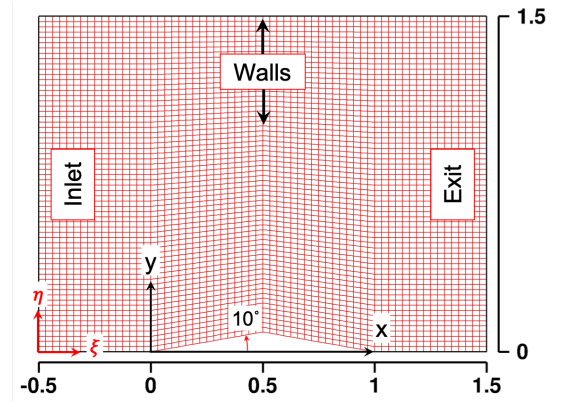 1.5
Walls
Inlet
Exit
y
η
10°
x
ξ
0
-0.5 0 0.5 1 1.5